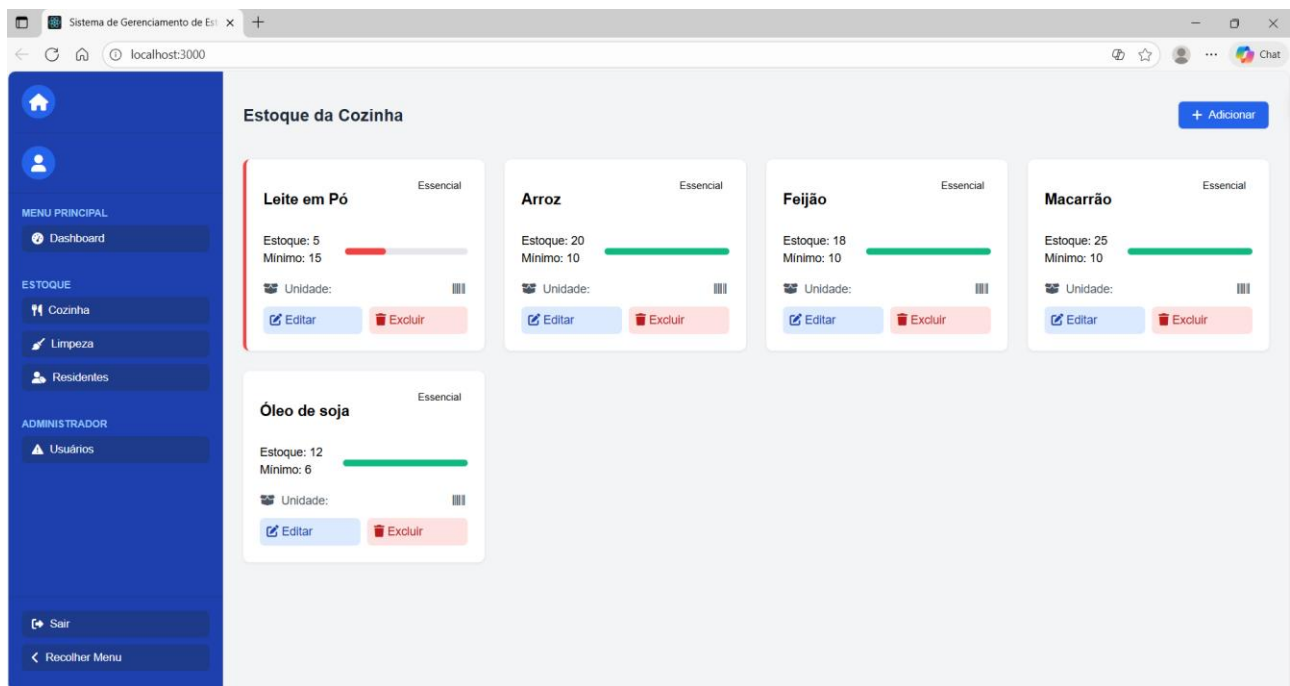 Sistema de Gerenciamento de Est
localhost:3000
Chat
Estoque da Cozinha
+ Adicionar
MENU PRINCIPAL
Dashboard
ESTOQUE
Cozinha
Limpeza
Residentes
ADMINISTRADOR
Usuários
Sair
Recolher Menu
Essencial
Leite em Pó
Estoque: 5
Mínimo: 15
Unidade:
Editar
Excluir
Essencial
Arroz
Estoque: 20
Mínimo: 10
Unidade:
Editar
Excluir
Essencial
Feijão
Estoque: 18
Mínimo: 10
Unidade:
Editar
Excluir
Essencial
Macarrão
Estoque: 25
Mínimo: 10
Unidade:
Editar
Excluir
Essencial
Óleo de soja
Estoque: 12
Mínimo: 6
Unidade:
Editar
Excluir